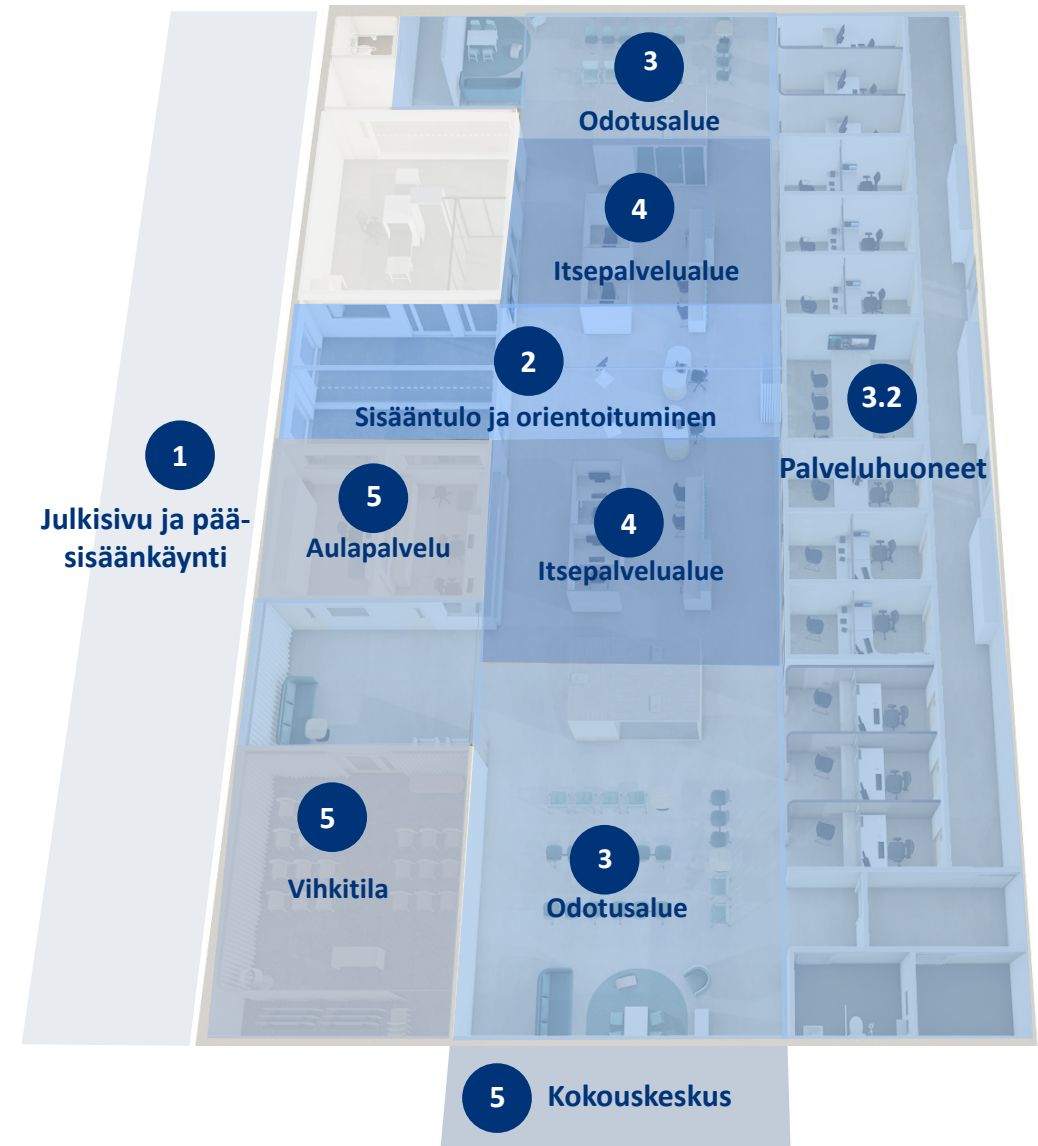 3
Odotusalue
4
Itsepalvelualue
2
Sisääntulo ja orientoituminen
3.2
Palveluhuoneet
1
Julkisivu ja pää-
sisäänkäynti
5
Aulapalvelu
4
Itsepalvelualue
5
Vihkitila
3
Odotusalue
5
Kokouskeskus